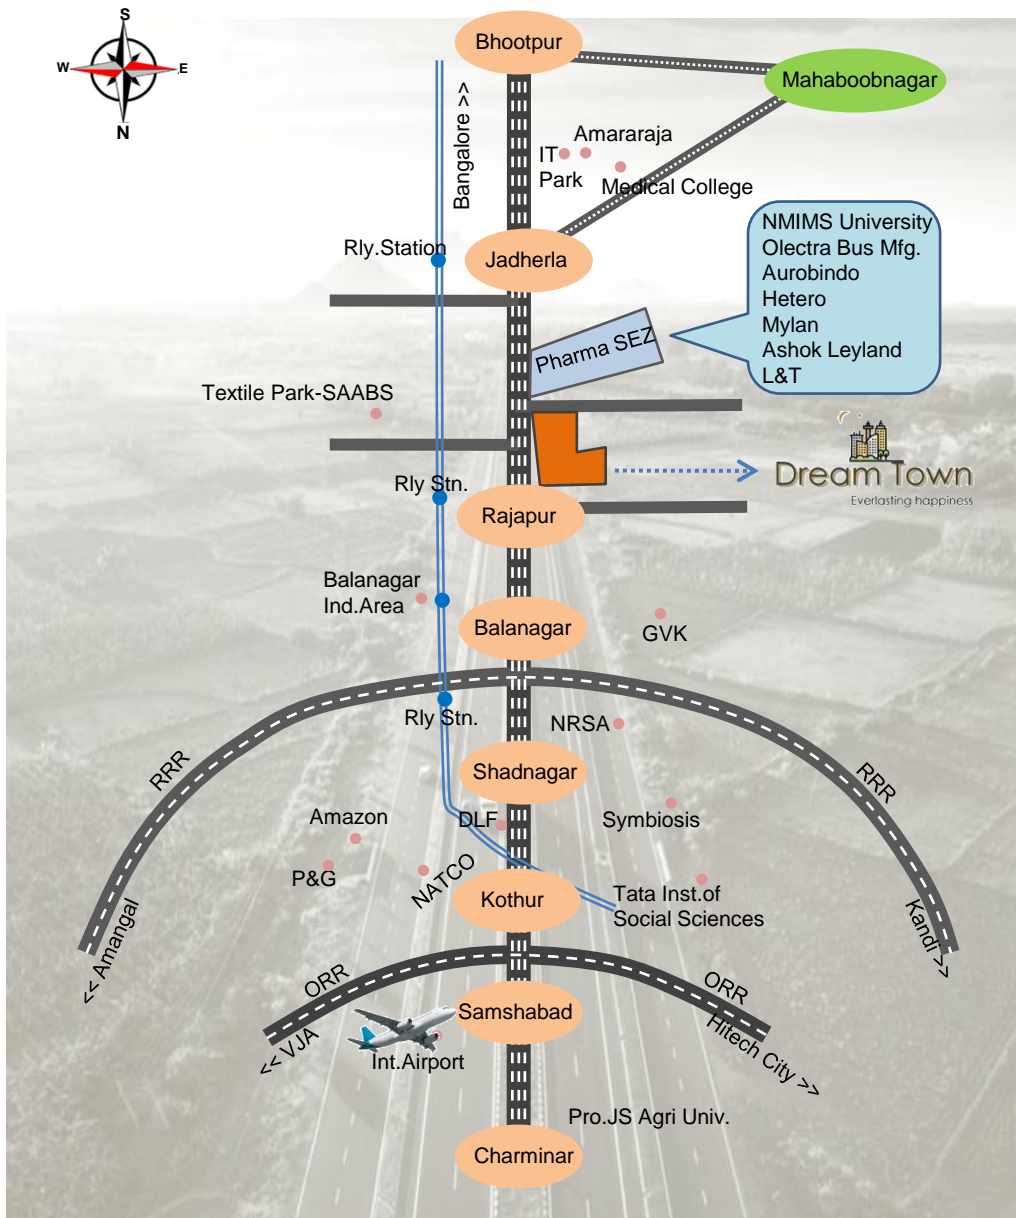 S
W
E
N
Bhootpur
Mahaboobnagar
Bangalore >>
Amararaja
IT
Park
Medical College
NMIMS University
Olectra Bus Mfg.
Aurobindo
Hetero
Mylan
Ashok Leyland
L&T
Rly.Station
Jadherla
Pharma SEZ
Textile Park-SAABS
Dream Town
Everlasting happiness
Rly Stn.
Rajapur
Balanagar
Ind.Area
Balanagar
GVK
Rly Stn.
NRSA
RRR
Shadnagar
RRR
Amazon
DLF
Symbiosis
P&G
NATCO
Kothur
Tata Inst.of
Social Sciences
<< Amangal
Kandi >>
ORR
ORR
Samshabad
<< VJA
Int.Airport
Hitech City >>
Pro.JS Agri Univ.
Charminar